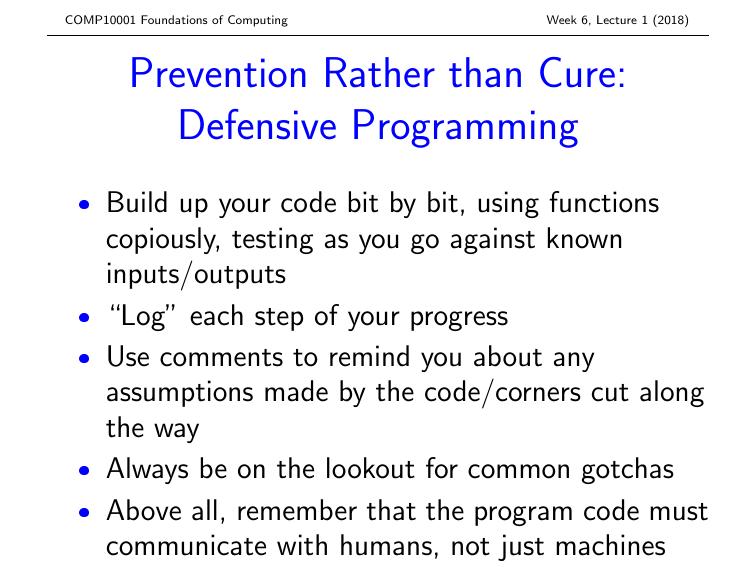 COMP10001 Foundations of Computing Week 6, Lecture 1 (2018)
Prevention Rather than Cure:
Defensive Programming
• Build up your code bit by bit, using functions
copiously, testing as you go against known
inputs/outputs
• “Log” each step of your progress
• Use comments to remind you about any
assumptions made by the code/corners cut along
the way
• Always be on the lookout for common gotchas
• Above all, remember that the program code must
communicate with humans, not just machines